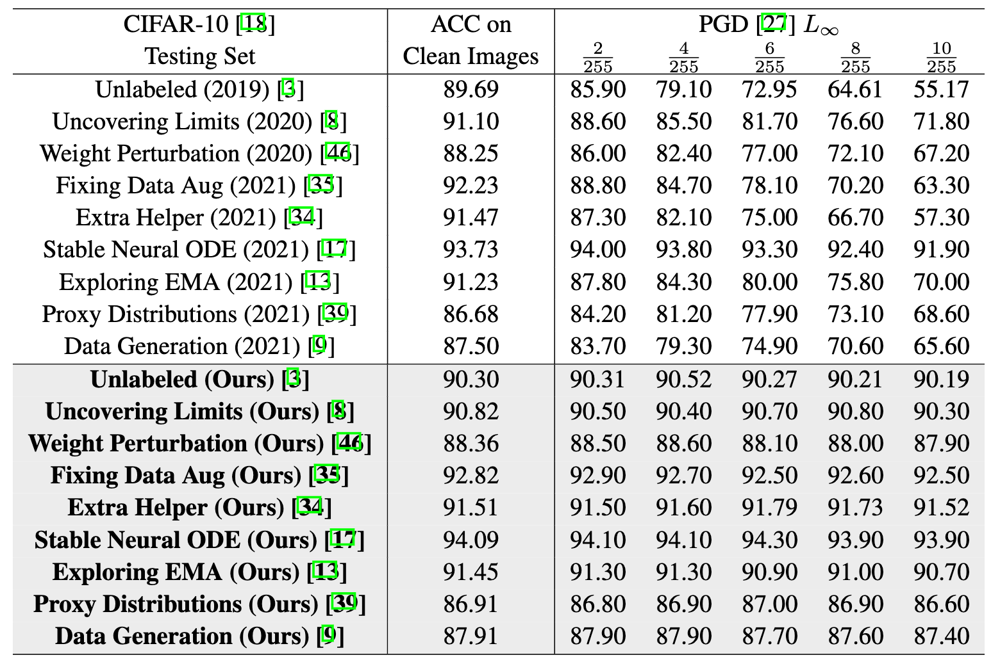 CIFAR-10 [18] ACC on PGD [27] L∞
Testing Set Clean Images 2/255 4/255 6/255 8/255 10/255
Unlabeled (2019) [3] 89.69 85.90 79.10 72.95 64.61 55.17
Uncovering Limits (2020) [8] 91.10 88.60 85.50 81.70 76.60 71.80
Weight Perturbation (2020) [46] 88.25 86.00 82.40 77.00 72.10 67.20
Fixing Data Aug (2021) [35] 92.23 88.80 84.70 78.10 70.20 63.30
Extra Helper (2021) [34] 91.47 87.30 82.10 75.00 66.70 57.30
Stable Neural ODE (2021) [17] 93.73 94.00 93.80 93.30 92.40 91.90
Exploring EMA (2021) [13] 91.23 87.80 84.30 80.00 75.80 70.00
Proxy Distributions (2021) [39] 86.68 84.20 81.20 77.90 73.10 68.60
Data Generation (2021) [9] 87.50 83.70 79.30 74.90 70.60 65.60
Unlabeled (Ours) [3] 90.30 90.31 90.52 90.27 90.21 90.19
Uncovering Limits (Ours) [8] 90.82 90.50 90.40 90.70 90.80 90.30
Weight Perturbation (Ours) [46] 88.36 88.50 88.60 88.10 88.00 87.90
Fixing Data Aug (Ours) [35] 92.82 92.90 92.70 92.50 92.60 92.50
Extra Helper (Ours) [34] 91.51 91.50 91.60 91.79 91.73 91.52
Stable Neural ODE (Ours) [17] 94.09 94.10 94.10 94.30 93.90 93.90
Exploring EMA (Ours) [13] 91.45 91.30 91.30 90.90 91.00 90.70
Proxy Distributions (Ours) [39] 86.91 86.80 86.90 87.00 86.90 86.60
Data Generation (Ours) [9] 87.91 87.90 87.90 87.70 87.60 87.40